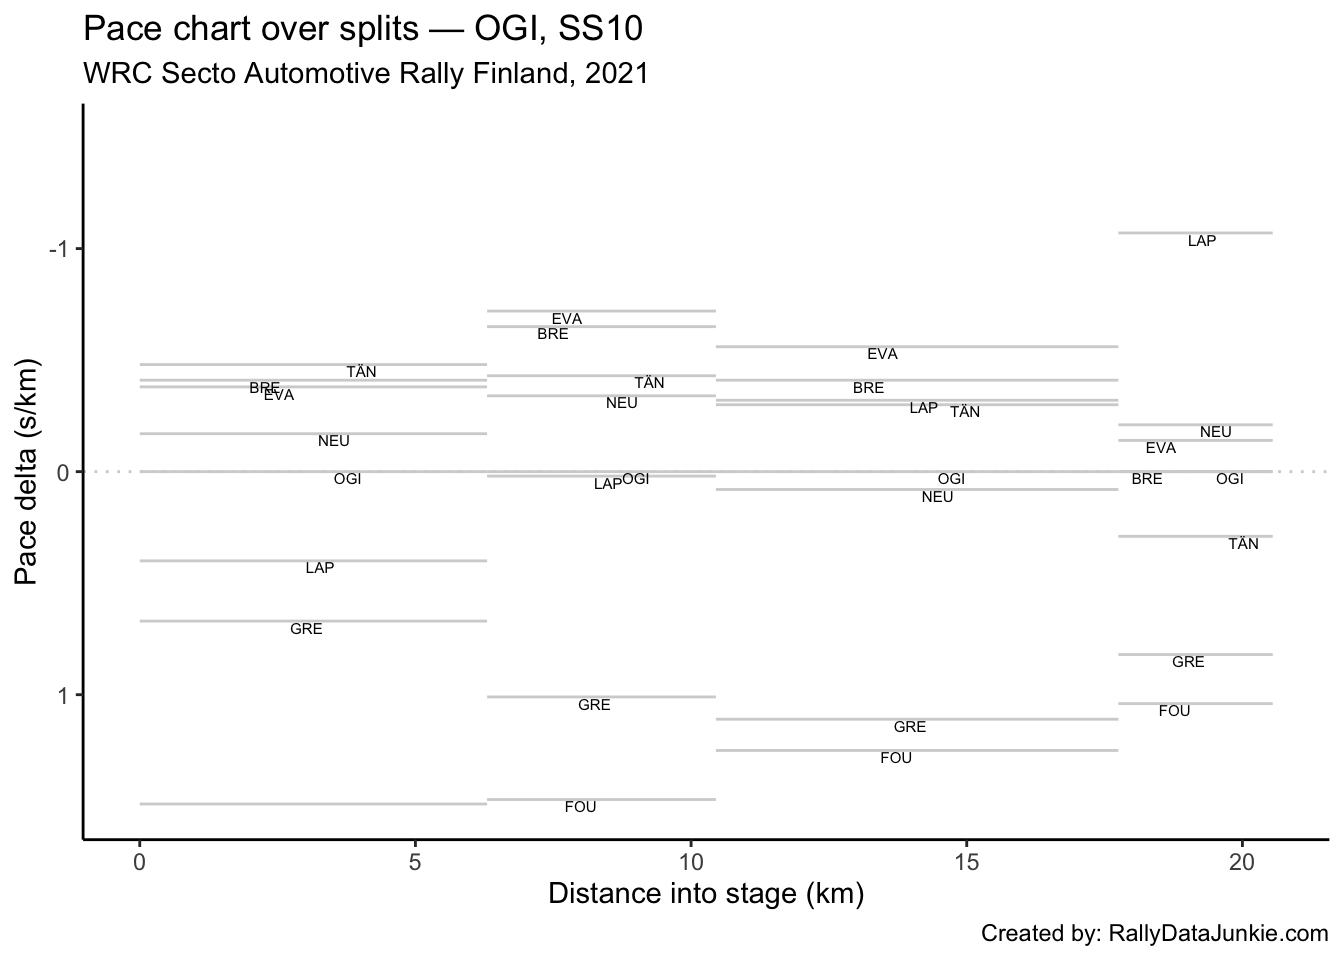 Pace chart over splits — OGI, SS10
WRC Secto Automotive Rally Finland, 2021
Pace delta (s/km)
-1
0
1
TÄN
BRE
EVA
NEU
OGI
LAP
GRE
EVA
BRE
TÄN
NEU
LAP
OGI
GRE
FOU
EVA
BRE
LAP
TÄN
OGI
NEU
GRE
FOU
LAP
NEU
EVA
BRE
OGI
TÄN
GRE
FOU
0 5 10 15 20
Distance into stage (km)
Created by: RallyDataJunkie.com